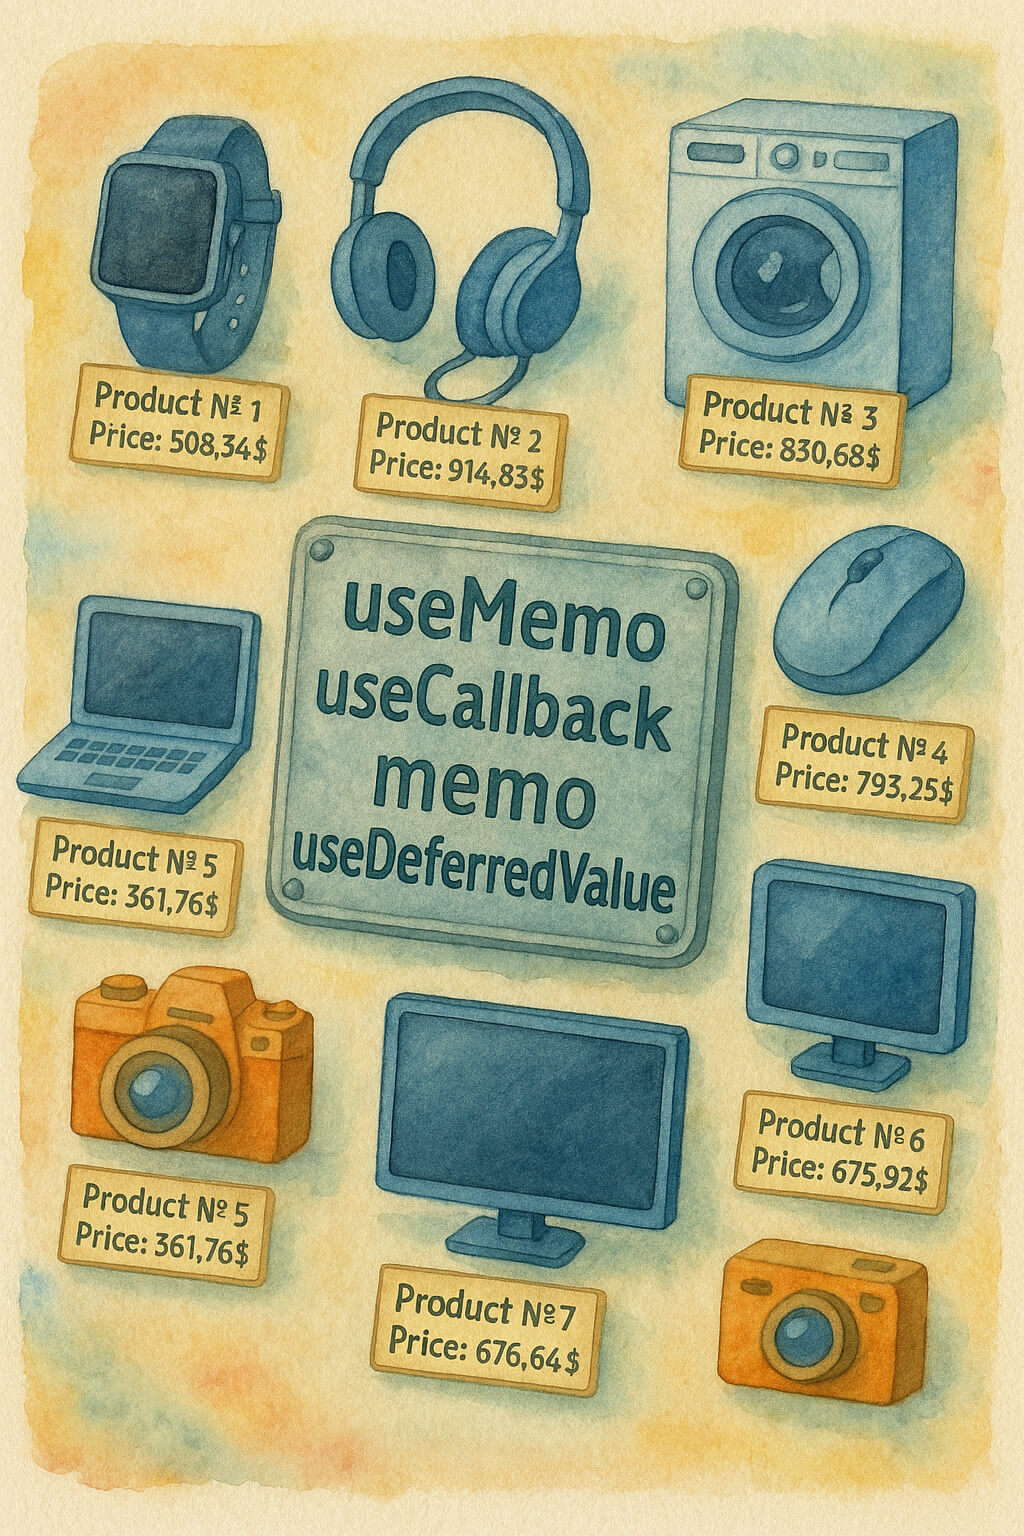 Product № 1
Price: 508,34$
Product № 2
Price: 914,83$
Product № 3
Price: 830,68$
useMemo
useCallback
memo
useDeferredValue
Product № 4
Price: 793,25$
Product № 5
Price: 361,76$
Product № 6
Price: 675,92$
Product № 5
Price: 361,76$
Product № 7
Price: 676,64$